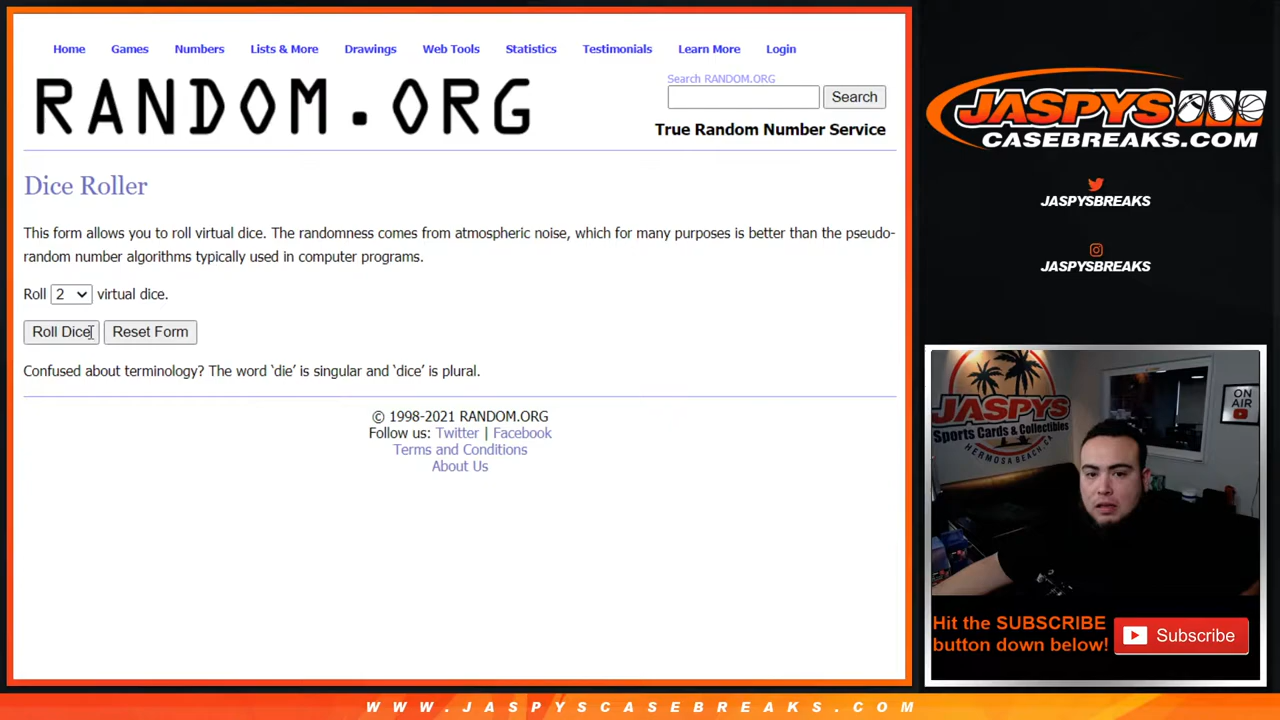 Home Games Numbers Lists & More Drawings Web Tools Statistics Testimonials Learn More Login
RANDOM.ORG
Search RANDOM.ORG
Search
True Random Number Service
Dice Roller
This form allows you to roll virtual dice. The randomness comes from atmospheric noise, which for many purposes is better than the pseudo-
random number algorithms typically used in computer programs.
Roll 2 virtual dice.
Roll Dice Reset Form
Confused about terminology? The word ‘die’ is singular and ‘dice’ is plural.
© 1998-2021 RANDOM.ORG
Follow us: Twitter | Facebook
Terms and Conditions
About Us
JASPYS
CASEBREAKS.COM
JASPYSBREAKS
JASPYSBREAKS
JASPYS
Sports Cards & Collectibles
HERMOSA BEACH, CA
ON
AIR
Hit the SUBSCRIBE
button down below!
Subscribe
WWW.JASPYSCASEBREAKS.COM